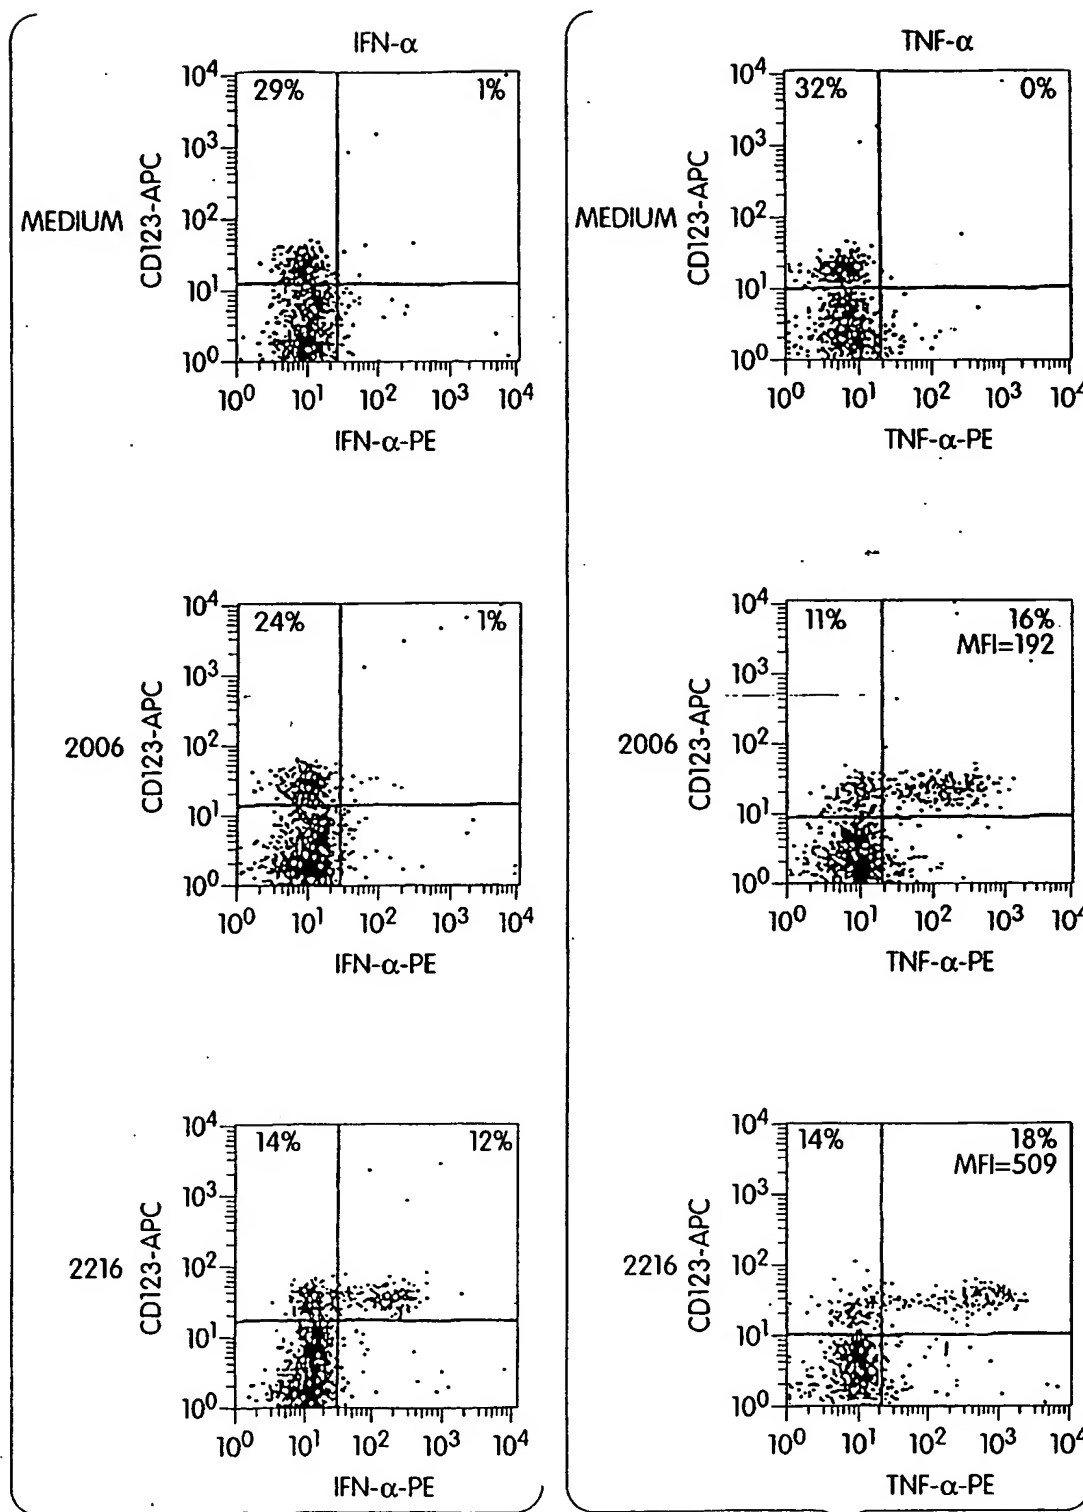 IFN-α
29% 1%
10⁴
10³
10²
10¹
10⁰
CD123-APC
MEDIUM
10⁰ 10¹ 10² 10³ 10⁴
IFN-α-PE
24% 1%
10⁴
10³
10²
10¹
10⁰
CD123-APC
2006
10⁰ 10¹ 10² 10³ 10⁴
IFN-α-PE
14% 12%
10⁴
10³
10²
10¹
10⁰
CD123-APC
2216
10⁰ 10¹ 10² 10³ 10⁴
IFN-α-PE
TNF-α
32% 0%
10⁴
10³
10²
10¹
10⁰
CD123-APC
MEDIUM
10⁰ 10¹ 10² 10³ 10⁴
TNF-α-PE
11% 16%
MFI=192
10⁴
10³
10²
10¹
10⁰
CD123-APC
2006
10⁰ 10¹ 10² 10³ 10⁴
TNF-α-PE
14% 18%
MFI=509
10⁴
10³
10²
10¹
10⁰
CD123-APC
2216
10⁰ 10¹ 10² 10³ 10⁴
TNF-α-PE